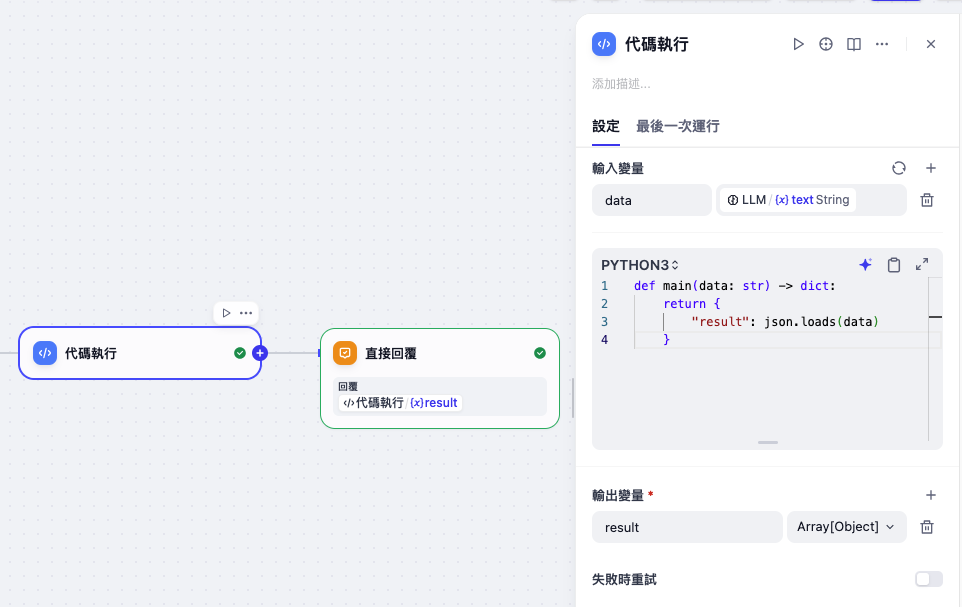 代碼執行
添加描述...
設定 最後一次運行
輸入變量
data LLM / {x} text String
PYTHON3
1 def main(data: str) -> dict:
2 return {
3 "result": json.loads(data)
4 }
輸出變量 *
result Array[Object]
失敗時重試
代碼執行
直接回覆
回覆
代碼執行 / {x} result